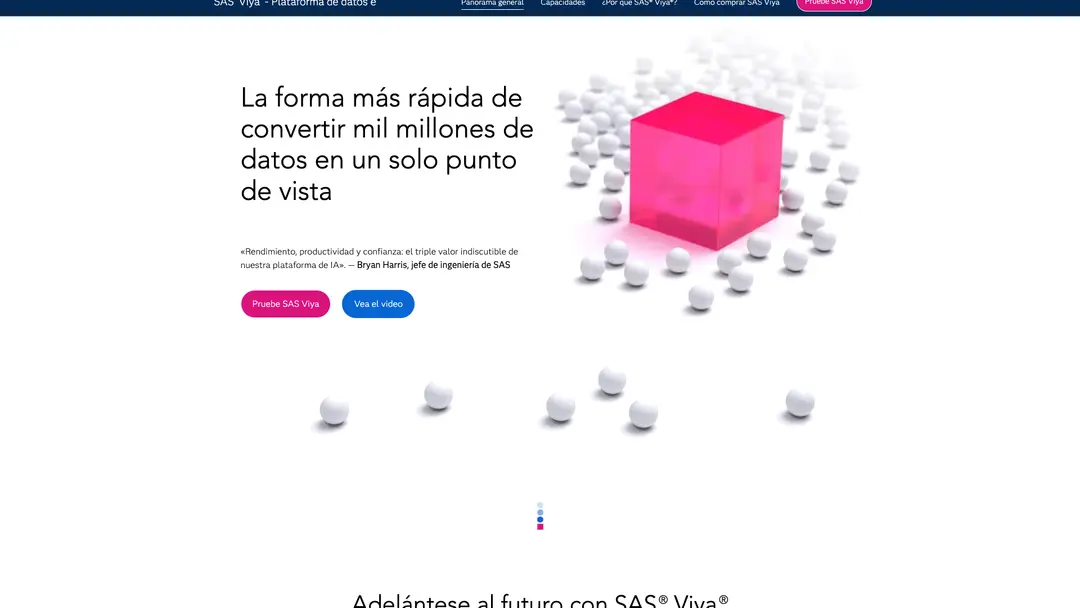 SAS® Viya® - Plataforma de datos e
Panorama general
Capacidades
¿Por qué SAS® Viya®?
Cómo comprar SAS Viya
Pruebe SAS Viya
La forma más rápida de
convertir mil millones de
datos en un solo punto
de vista
«Rendimiento, productividad y confianza: el triple valor indiscutible de
nuestra plataforma de IA». — Bryan Harris, jefe de ingeniería de SAS
Pruebe SAS Viya
Vea el video
Adelántese al futuro con SAS® Viya®